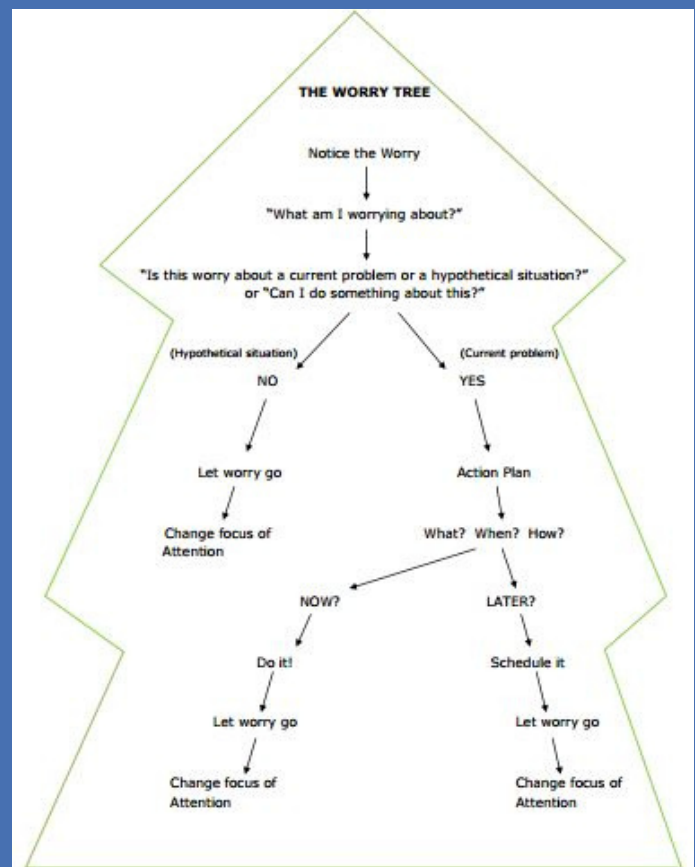 THE WORRY TREE
Notice the Worry
“What am I worrying about?”
“Is this worry about a current problem or a hypothetical situation?”
or “Can I do something about this?”
(Hypothetical situation)
(Current problem)
NO
YES
Let worry go
Action Plan
Change focus of
Attention
What? When? How?
NOW?
LATER?
Do it!
Schedule it
Let worry go
Let worry go
Change focus of
Attention
Change focus of
Attention